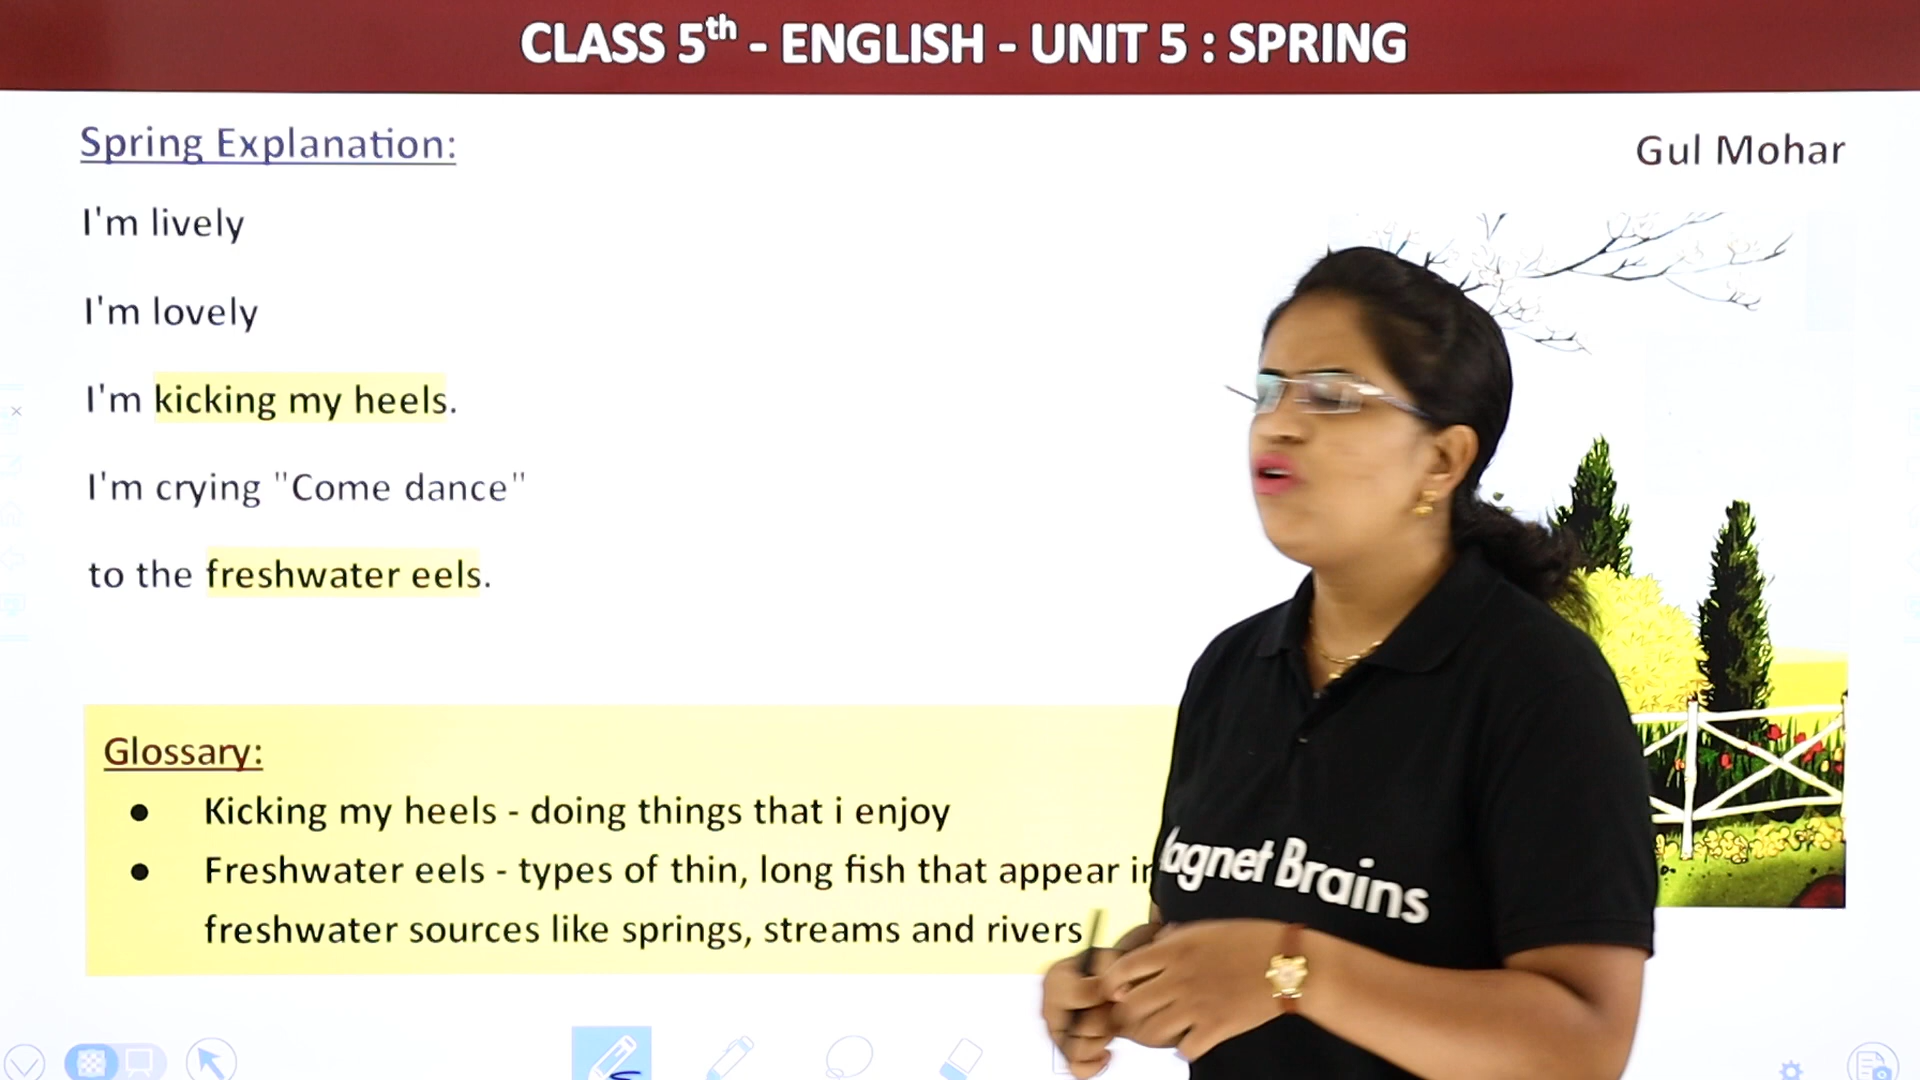 CLASS 5th - ENGLISH - UNIT 5 : SPRING
Spring Explanation:
Gul Mohar
I'm lively
I'm lovely
I'm kicking my heels.
I'm crying "Come dance"
to the freshwater eels.
Glossary:
● Kicking my heels - doing things that i enjoy
● Freshwater eels - types of thin, long fish that appear in
freshwater sources like springs, streams and rivers
Magnet Brains